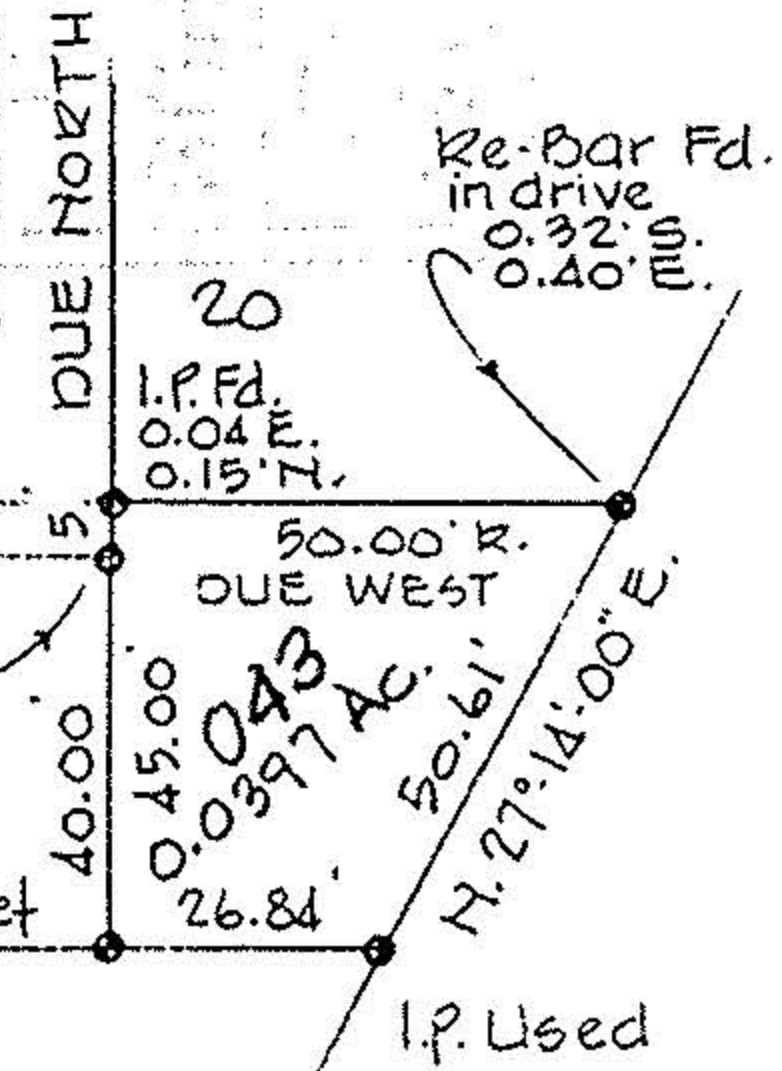 DUE NORTH
Re-Bar Fd.
in drive
0.32' S.
0.40' E.
20
I.P. Fd.
0.04 E.
0.15' N.
5.
50.00' R.
DUE WEST
043
0.0397 AC.
40.00
45.00'
50.61'
N. 27°-14'-00" E.
26.84'
I.P. Used